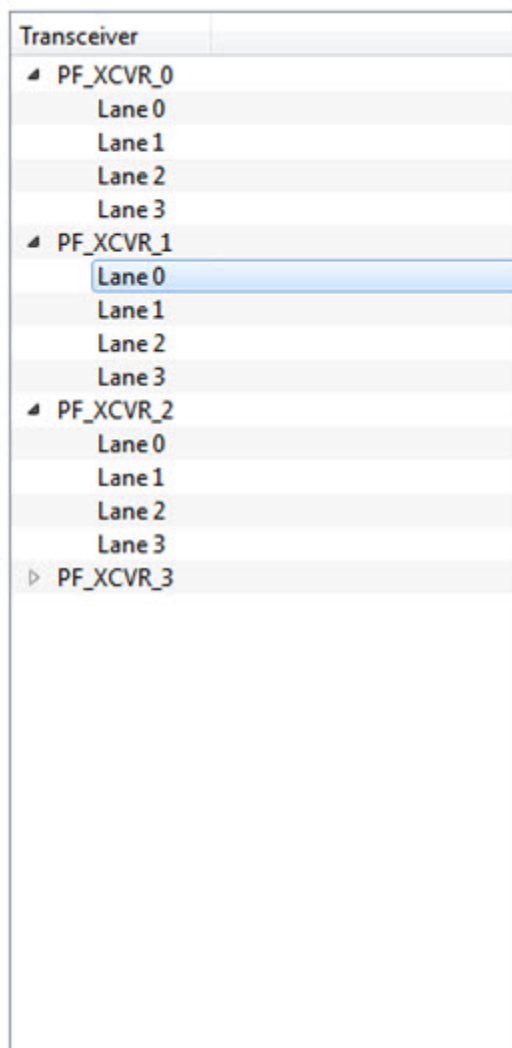 Transceiver
PF_XCVR_0
Lane 0
Lane 1
Lane 2
Lane 3
PF_XCVR_1
Lane 0
Lane 1
Lane 2
Lane 3
PF_XCVR_2
Lane 0
Lane 1
Lane 2
Lane 3
PF_XCVR_3